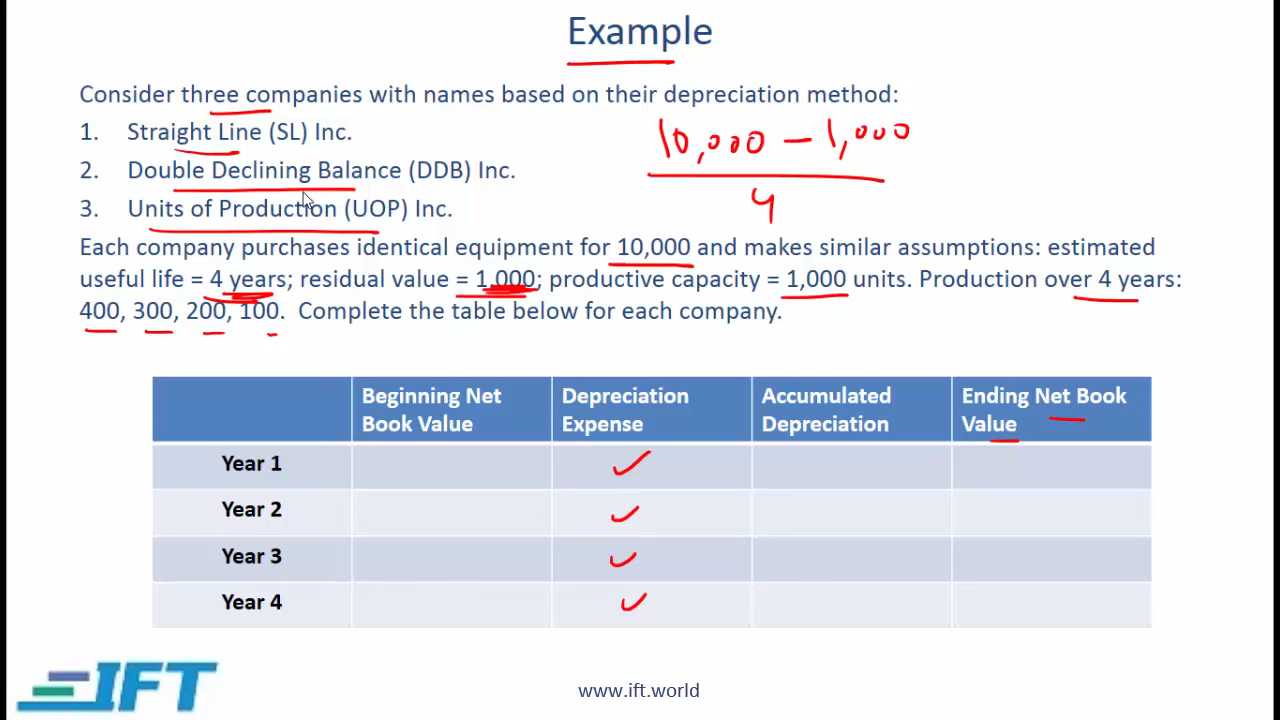 Example
Consider three companies with names based on their depreciation method:
1. Straight Line (SL) Inc.
2. Double Declining Balance (DDB) Inc.
3. Units of Production (UOP) Inc.
10,000 – 1,000
4
Each company purchases identical equipment for 10,000 and makes similar assumptions: estimated
useful life = 4 years; residual value = 1,000; productive capacity = 1,000 units. Production over 4 years:
400, 300, 200, 100. Complete the table below for each company.
Beginning Net Book Value | Depreciation Expense | Accumulated Depreciation | Ending Net Book Value
Year 1
Year 2
Year 3
Year 4
IFT
www.ift.world